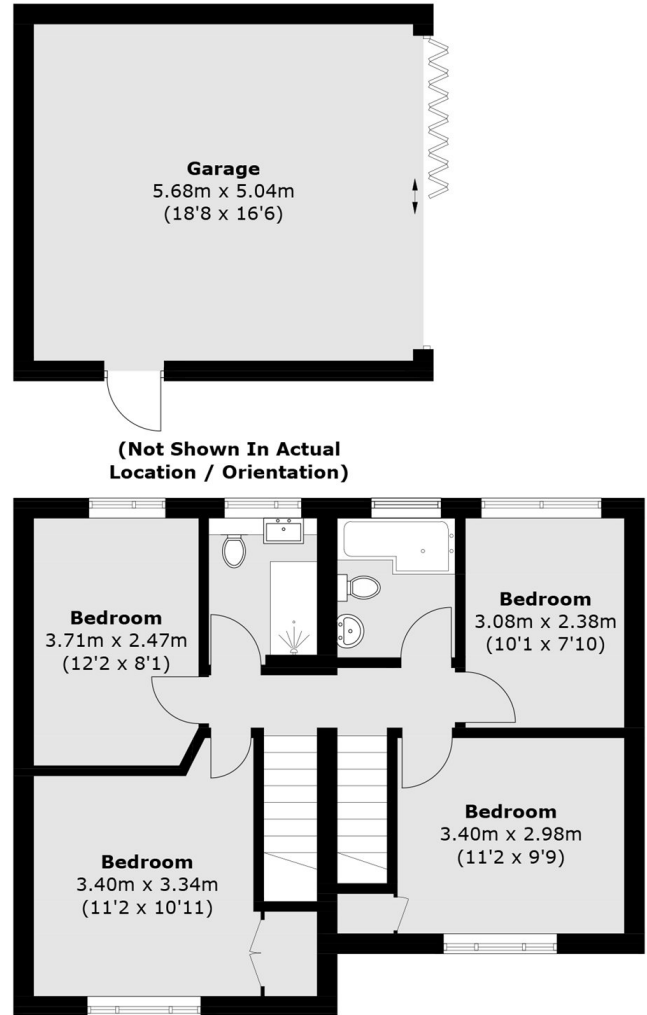 Garage
5.68m x 5.04m
(18'8 x 16'6)
(Not Shown In Actual
Location / Orientation)
Bedroom
3.71m x 2.47m
(12'2 x 8'1)
Bedroom
3.08m x 2.38m
(10'1 x 7'10)
Bedroom
3.40m x 3.34m
(11'2 x 10'11)
Bedroom
3.40m x 2.98m
(11'2 x 9'9)